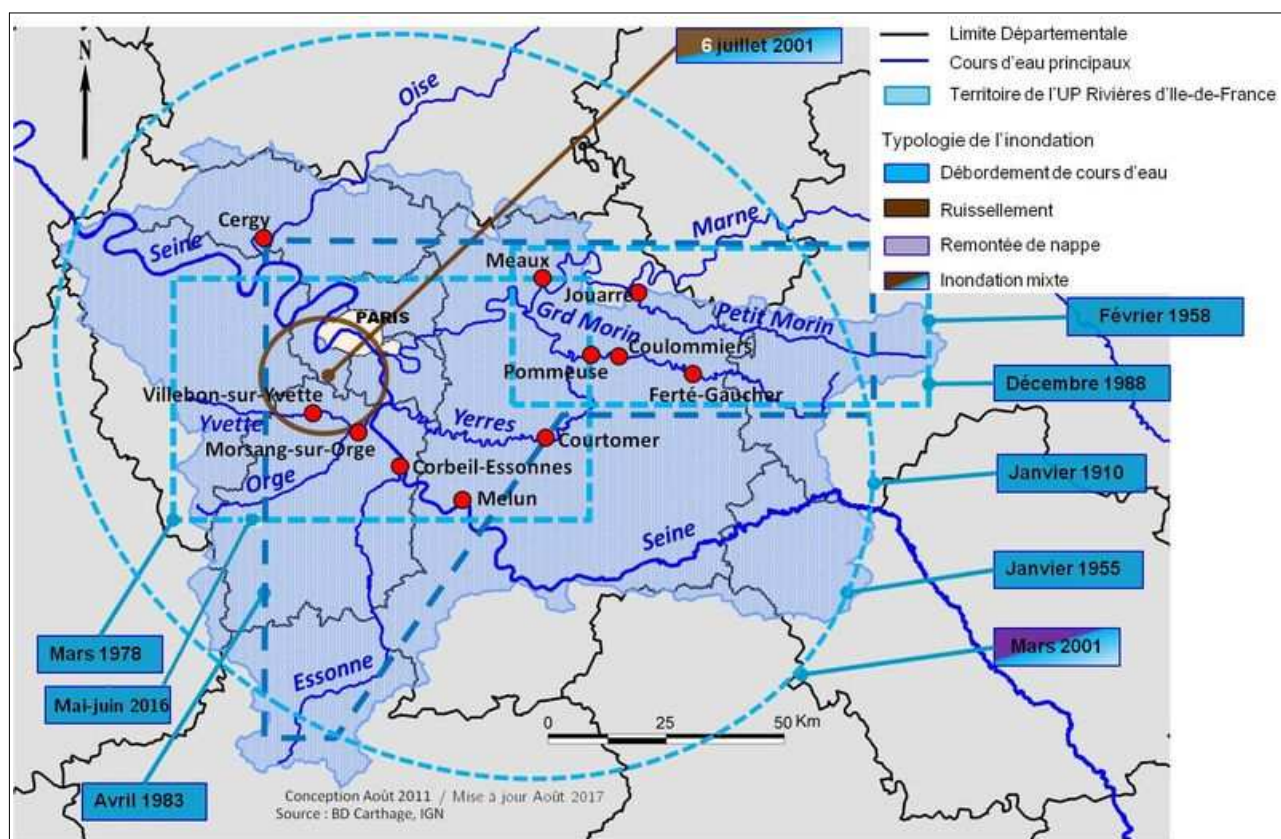 6 juillet 2001
N
Limite Départementale
Cours d'eau principaux
Territoire de l'UP Rivières d'Ile-de-France
Typologie de l'inondation
Débordement de cours d'eau
Ruissellement
Remontée de nappe
Inondation mixte
Oise
Cergy
Seine
Marne
Meaux
Jouarre
Petit Morin
Grd Morin
PARIS
Coulommiers
Pommeuse
Ferté-Gaucher
Villebon-sur-Yvette
Yvette
Yerres
Courtomer
Morsang-sur-Orge
Corbeil-Essonnes
Orge
Melun
Seine
Essonne
Février 1958
Décembre 1988
Janvier 1910
Janvier 1955
Mars 2001
Mars 1978
Mai-juin 2016
Avril 1983
0 25 50 Km
Conception Août 2011 / Mise à jour Août 2017
Source : BD Carthage, IGN